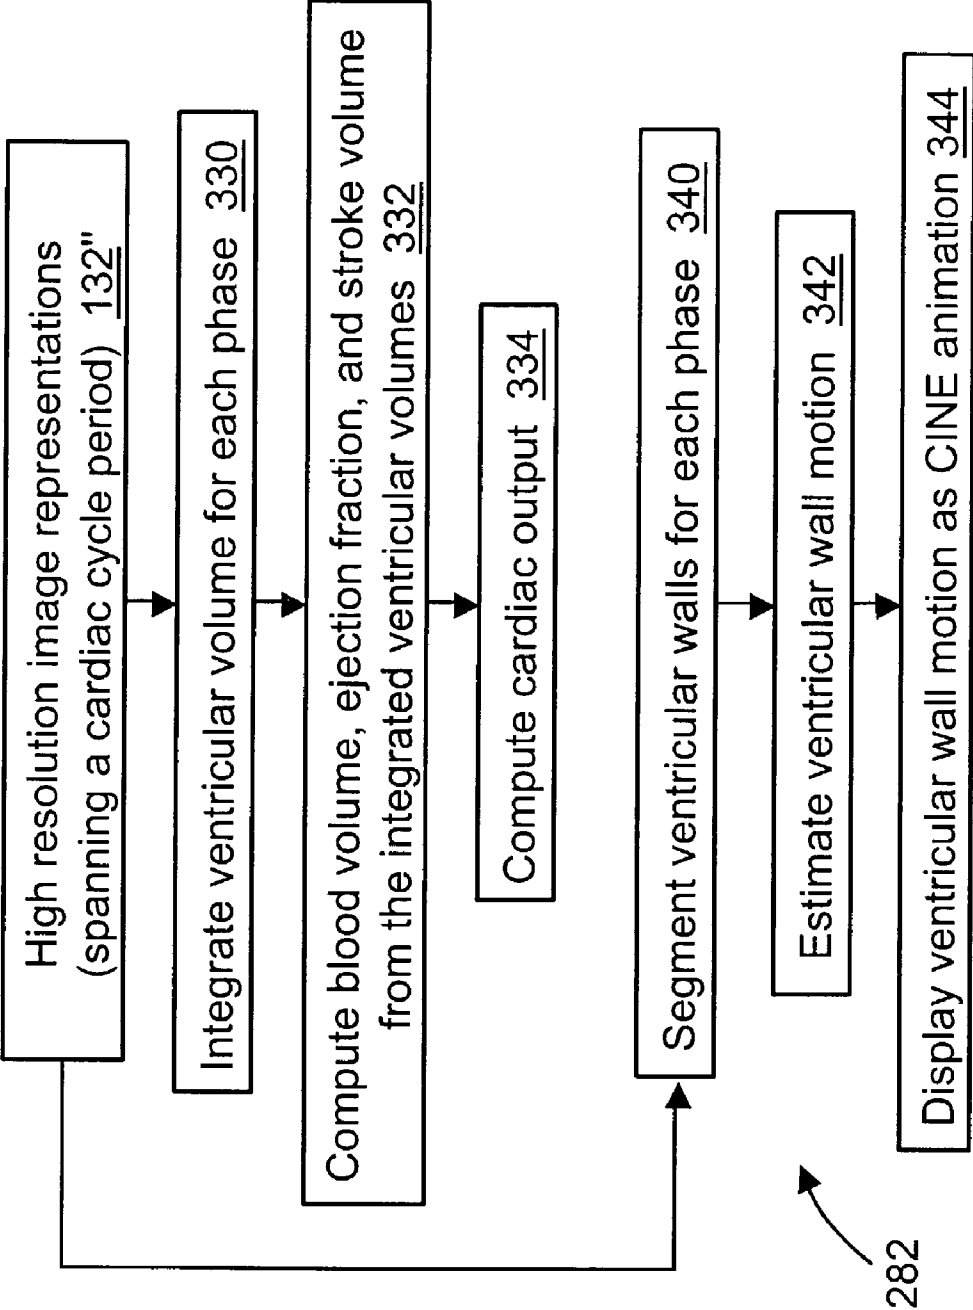 High resolution image representations
(spanning a cardiac cycle period) 132"
Integrate ventricular volume for each phase 330
Compute blood volume, ejection fraction, and stroke volume
from the integrated ventricular volumes 332
Compute cardiac output 334
Segment ventricular walls for each phase 340
Estimate ventricular wall motion 342
Display ventricular wall motion as CINE animation 344
282